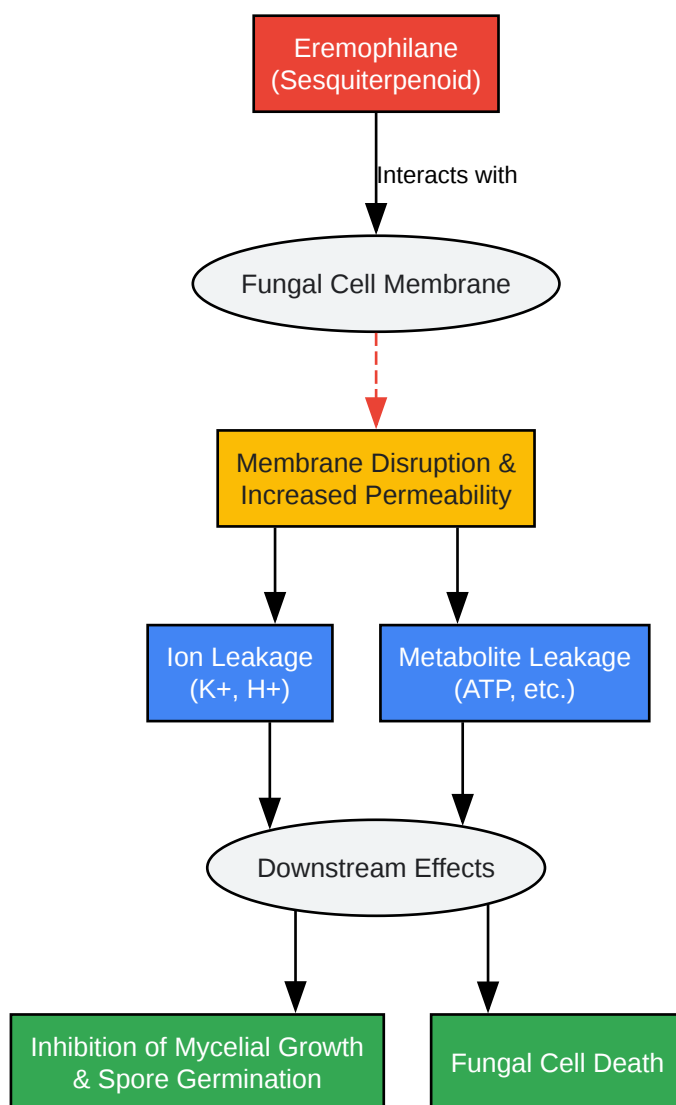 Eremophilane
(Sesquiterpenoid)
Interacts with
Fungal Cell Membrane
Membrane Disruption &
Increased Permeability
Ion Leakage
(K+, H+)
Metabolite Leakage
(ATP, etc.)
Downstream Effects
Inhibition of Mycelial Growth
& Spore Germination
Fungal Cell Death